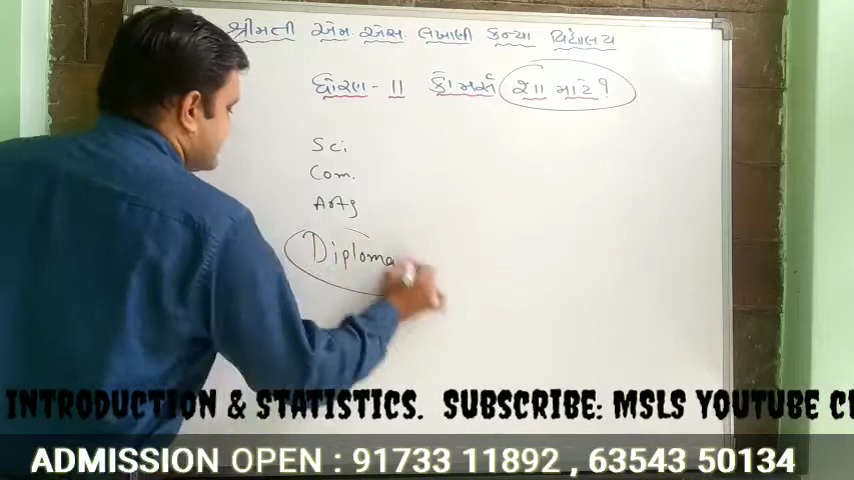 શ્રીમતી એમ. એસ. લખાણી કન્યા વિદ્યાલય
ધોરણ - 11 કોમર્સ શા માટે ?
Sci.
Com.
Arts
Diploma
INTRODUCTION & STATISTICS. SUBSCRIBE: MSLS YOUTUBE
ADMISSION OPEN : 91733 11892 , 63543 50134